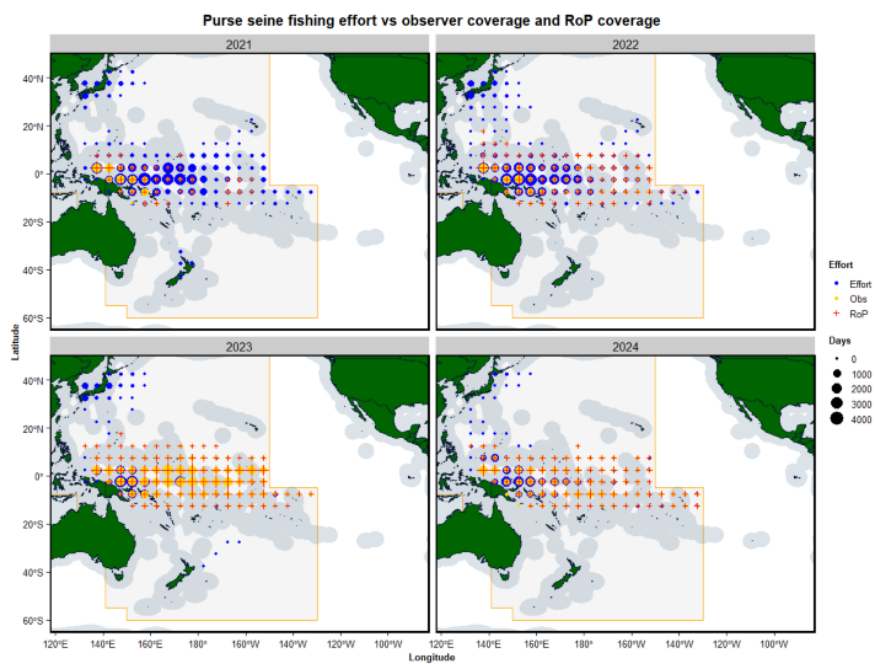 Purse seine fishing effort vs observer coverage and RoP coverage
2021
2022
40°N
20°N
0°
20°S
40°S
60°S
2023
2024
40°N
20°N
0°
20°S
40°S
60°S
120°E 140°E 160°E 180° 160°W 140°W 120°W 100°W
120°E 140°E 160°E 180° 160°W 140°W 120°W 100°W
Latitude
Longitude
Effort
Effort
Obs
RoP
Days
0
1000
2000
3000
4000